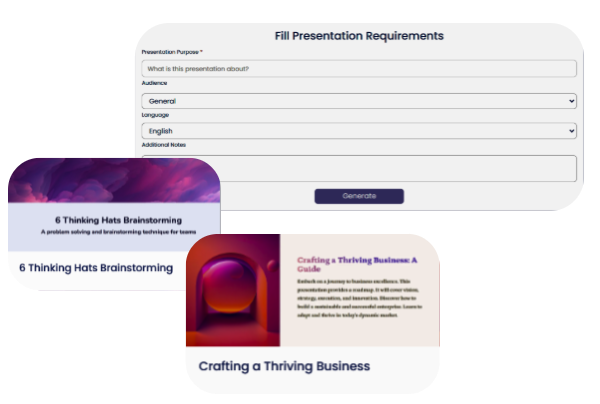 Fill Presentation Requirements
Presentation Purpose *
What is this presentation about?
Audience
General
Language
English
Additional Notes
Generate
6 Thinking Hats Brainstorming
A problem solving and brainstorming technique for teams
6 Thinking Hats Brainstorming
Crafting a Thriving Business: A
Guide
Embark on a journey to business excellence. This
presentation provides a roadmap. It will cover vision,
strategy, execution, and innovation. Discover how to
build a sustainable and successful enterprise. Learn to
adapt and thrive in today's dynamic market.
Crafting a Thriving Business